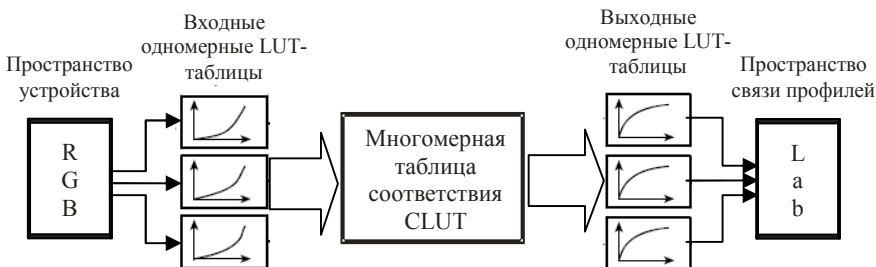 Пространство
устройства
Входные
одномерные LUT-
таблицы
Выходные
одномерные LUT-
таблицы
Пространство
связи профилей
R
G
B
Многомерная
таблица
соответствия
CLUT
L
a
b